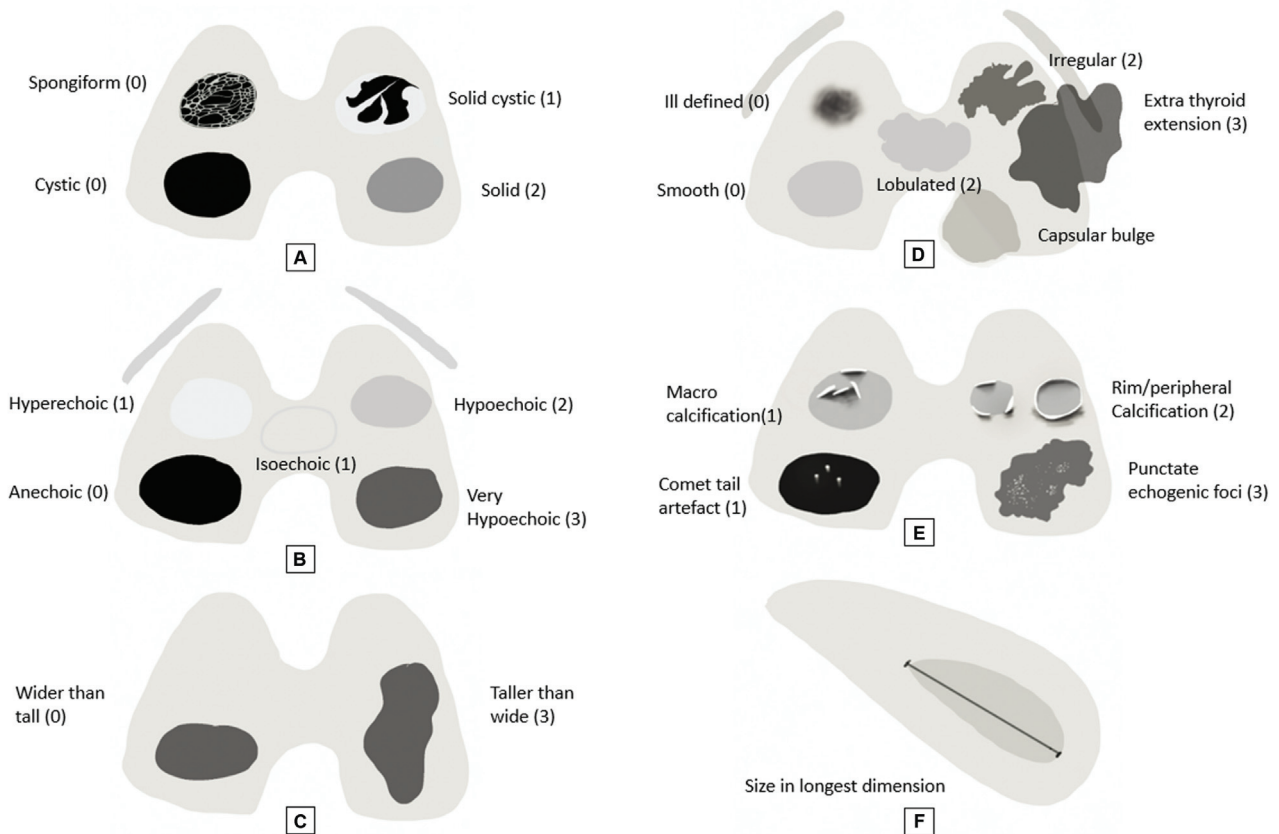 Spongiform (0)
Solid cystic (1)
Cystic (0)
Solid (2)
A
Hyperechoic (1)
Hypoechoic (2)
Isoechoic (1)
Anechoic (0)
Very
Hypoechoic (3)
B
Wider than
tall (0)
Taller than
wide (3)
C
Irregular (2)
Ill defined (0)
Extra thyroid
extension (3)
Smooth (0)
Lobulated (2)
Capsular bulge
D
Macro
calcification(1)
Rim/peripheral
Calcification (2)
Comet tail
artefact (1)
Punctate
echogenic foci (3)
E
Size in longest dimension
F